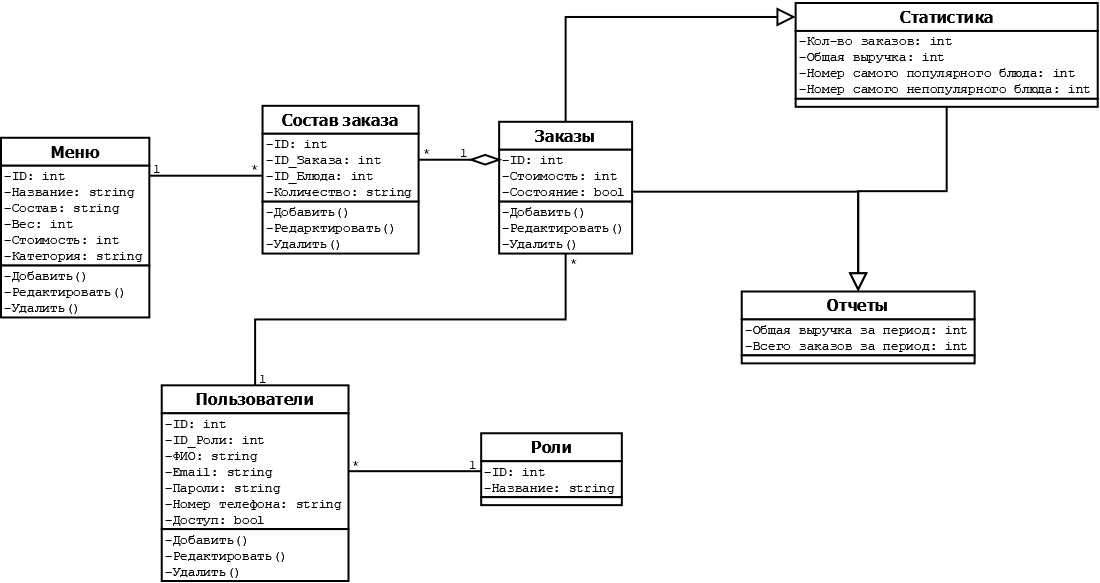 Статистика
-Кол-во заказов: int
-Общая выручка: int
-Номер самого популярного блюда: int
-Номер самого непопулярного блюда: int
Состав заказа
-ID: int
-ID_Заказа: int
-ID_Блюда: int
-Количество: string
-Добавить()
-Редарктировать()
-Удалить()
Заказы
-ID: int
-Стоимость: int
-Состояние: bool
-Добавить()
-Редактировать()
-Удалить()
Меню
-ID: int
-Название: string
-Состав: string
-Вес: int
-Стоимость: int
-Категория: string
-Добавить()
-Редактировать()
-Удалить()
1
*
*
1
*
1
Отчеты
-Общая выручка за период: int
-Всего заказов за период: int
Пользователи
-ID: int
-ID_Роли: int
-ФИО: string
-Email: string
-Пароли: string
-Номер телефона: string
-Доступ: bool
-Добавить()
-Редактировать()
-Удалить()
*
1
Роли
-ID: int
-Название: string